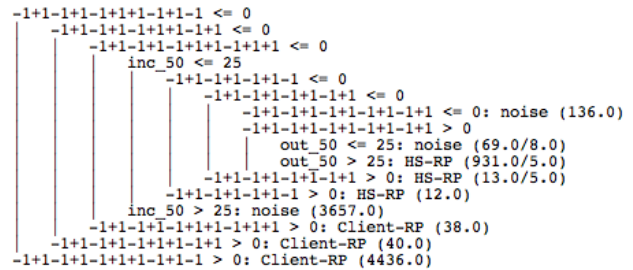 -1+1-1+1-1+1+1-1+1-1 <= 0
-1+1-1-1+1+1-1+1+1 <= 0
-1+1-1+1-1+1-1+1+1+1 <= 0
inc_50 <= 25
-1+1-1+1-1+1-1 <= 0
-1+1-1-1+1-1+1+1 <= 0
-1+1-1+1-1+1-1+1-1+1 <= 0: noise (136.0)
-1+1-1+1-1+1-1+1-1+1 > 0
out_50 <= 25: noise (69.0/8.0)
out_50 > 25: HS-RP (931.0/5.0)
-1+1-1-1+1-1+1+1 > 0: HS-RP (13.0/5.0)
-1+1-1+1-1+1-1 > 0: HS-RP (12.0)
inc_50 > 25: noise (3657.0)
-1+1-1+1-1+1-1+1+1+1 > 0: Client-RP (38.0)
-1+1-1-1+1+1-1+1+1 > 0: Client-RP (40.0)
-1+1-1+1-1+1+1-1+1-1 > 0: Client-RP (4436.0)